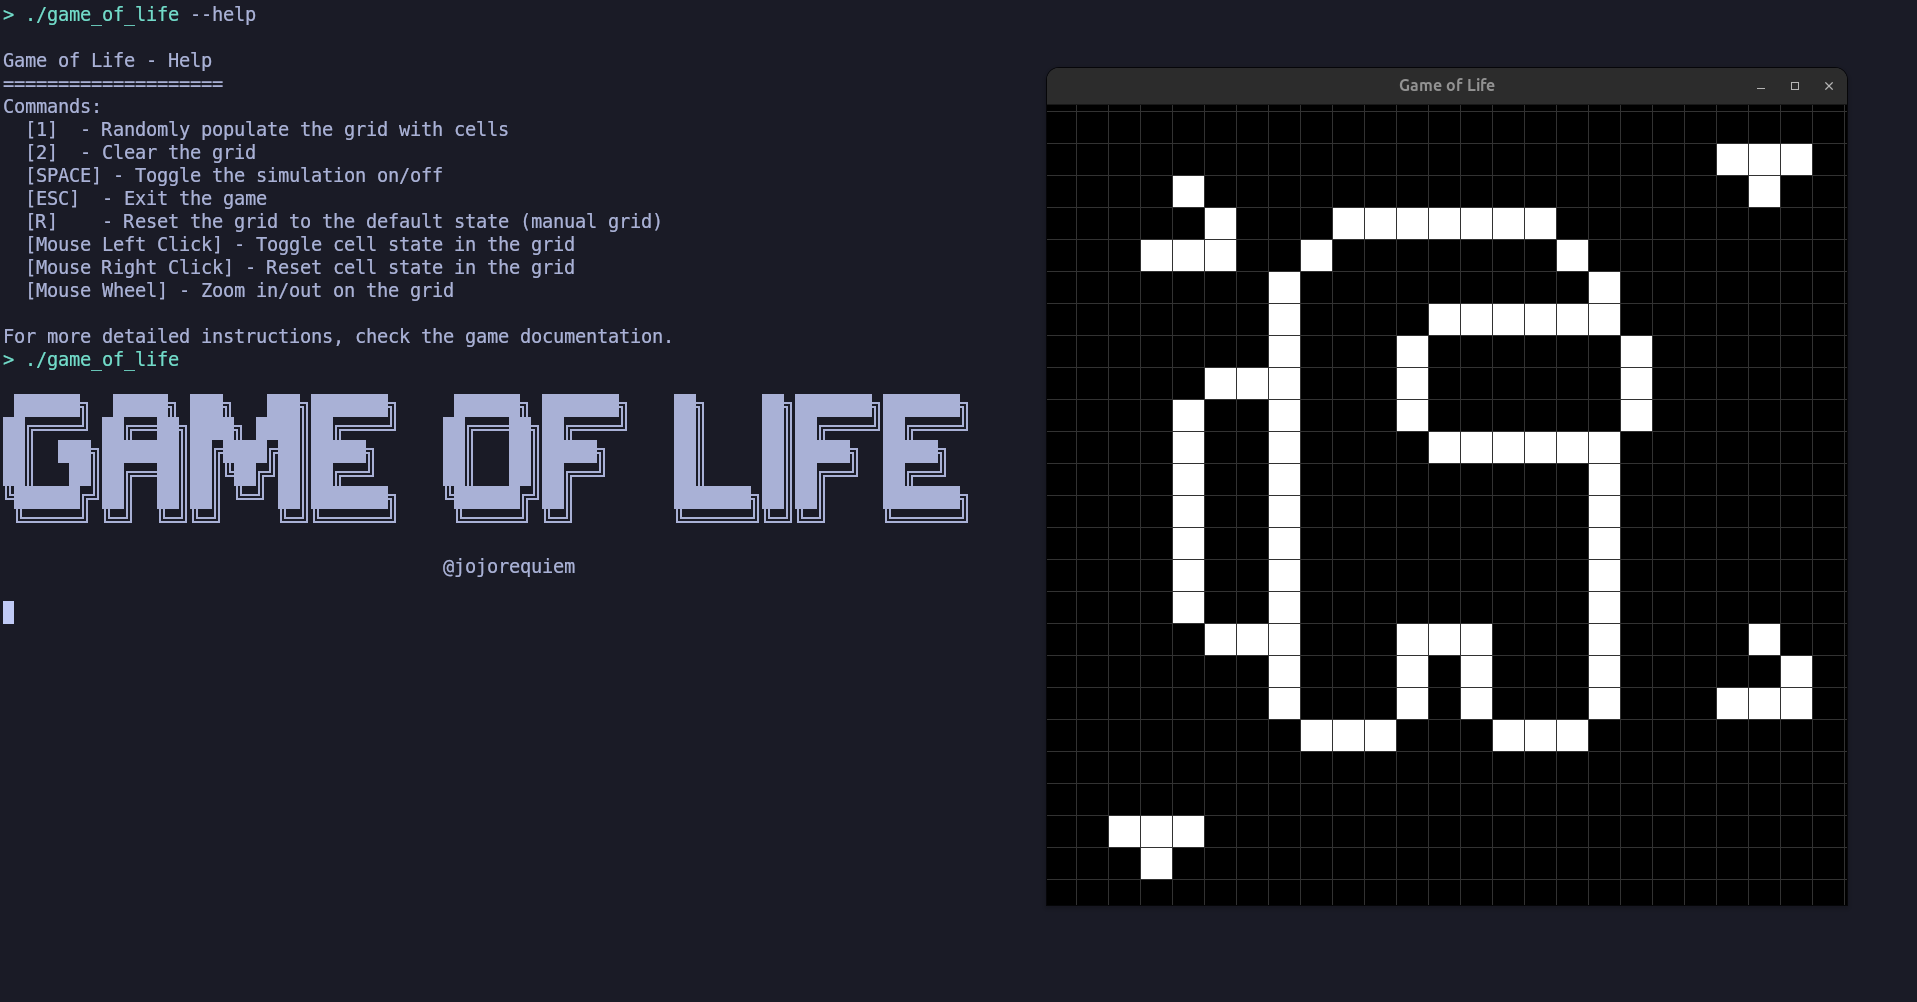 > ./game_of_life --help
Game of Life - Help
====================
Commands:
[1]  - Randomly populate the grid with cells
[2]  - Clear the grid
[SPACE] - Toggle the simulation on/off
[ESC]  - Exit the game
[R]    - Reset the grid to the default state (manual grid)
[Mouse Left Click] - Toggle cell state in the grid
[Mouse Right Click] - Reset cell state in the grid
[Mouse Wheel] - Zoom in/out on the grid
For more detailed instructions, check the game documentation.
> ./game_of_life
GAME OF LIFE
@jojorequiem
Game of Life